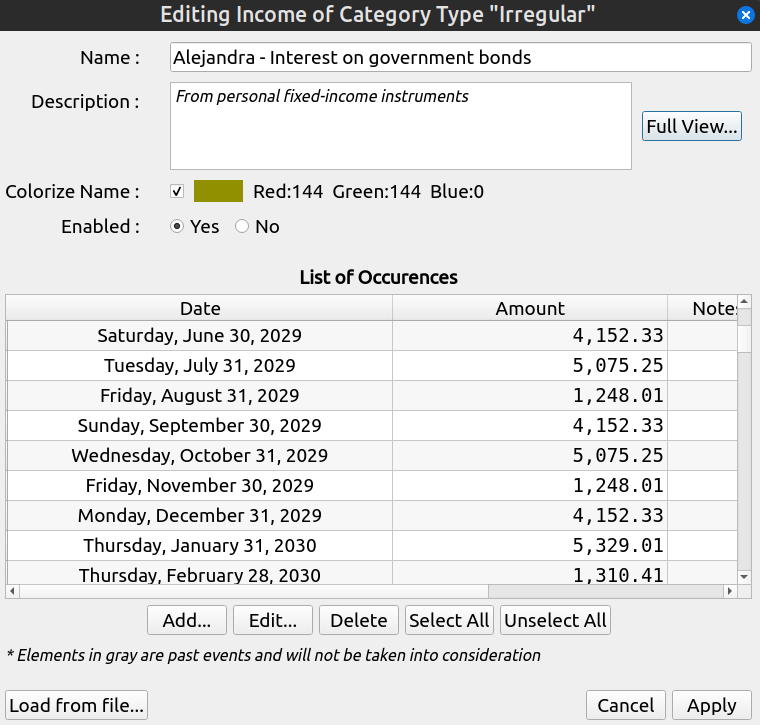 Editing Income of Category Type "Irregular"
Name : Alejandra - Interest on government bonds
Description : From personal fixed-income instruments
Full View...
Colorize Name : Red:144 Green:144 Blue:0
Enabled : Yes No
List of Occurences
Date Amount Notes
Saturday, June 30, 2029 4,152.33
Tuesday, July 31, 2029 5,075.25
Friday, August 31, 2029 1,248.01
Sunday, September 30, 2029 4,152.33
Wednesday, October 31, 2029 5,075.25
Friday, November 30, 2029 1,248.01
Monday, December 31, 2029 4,152.33
Thursday, January 31, 2030 5,329.01
Thursday, February 28, 2030 1,310.41
Add... Edit... Delete Select All Unselect All
* Elements in gray are past events and will not be taken into consideration
Load from file... Cancel Apply